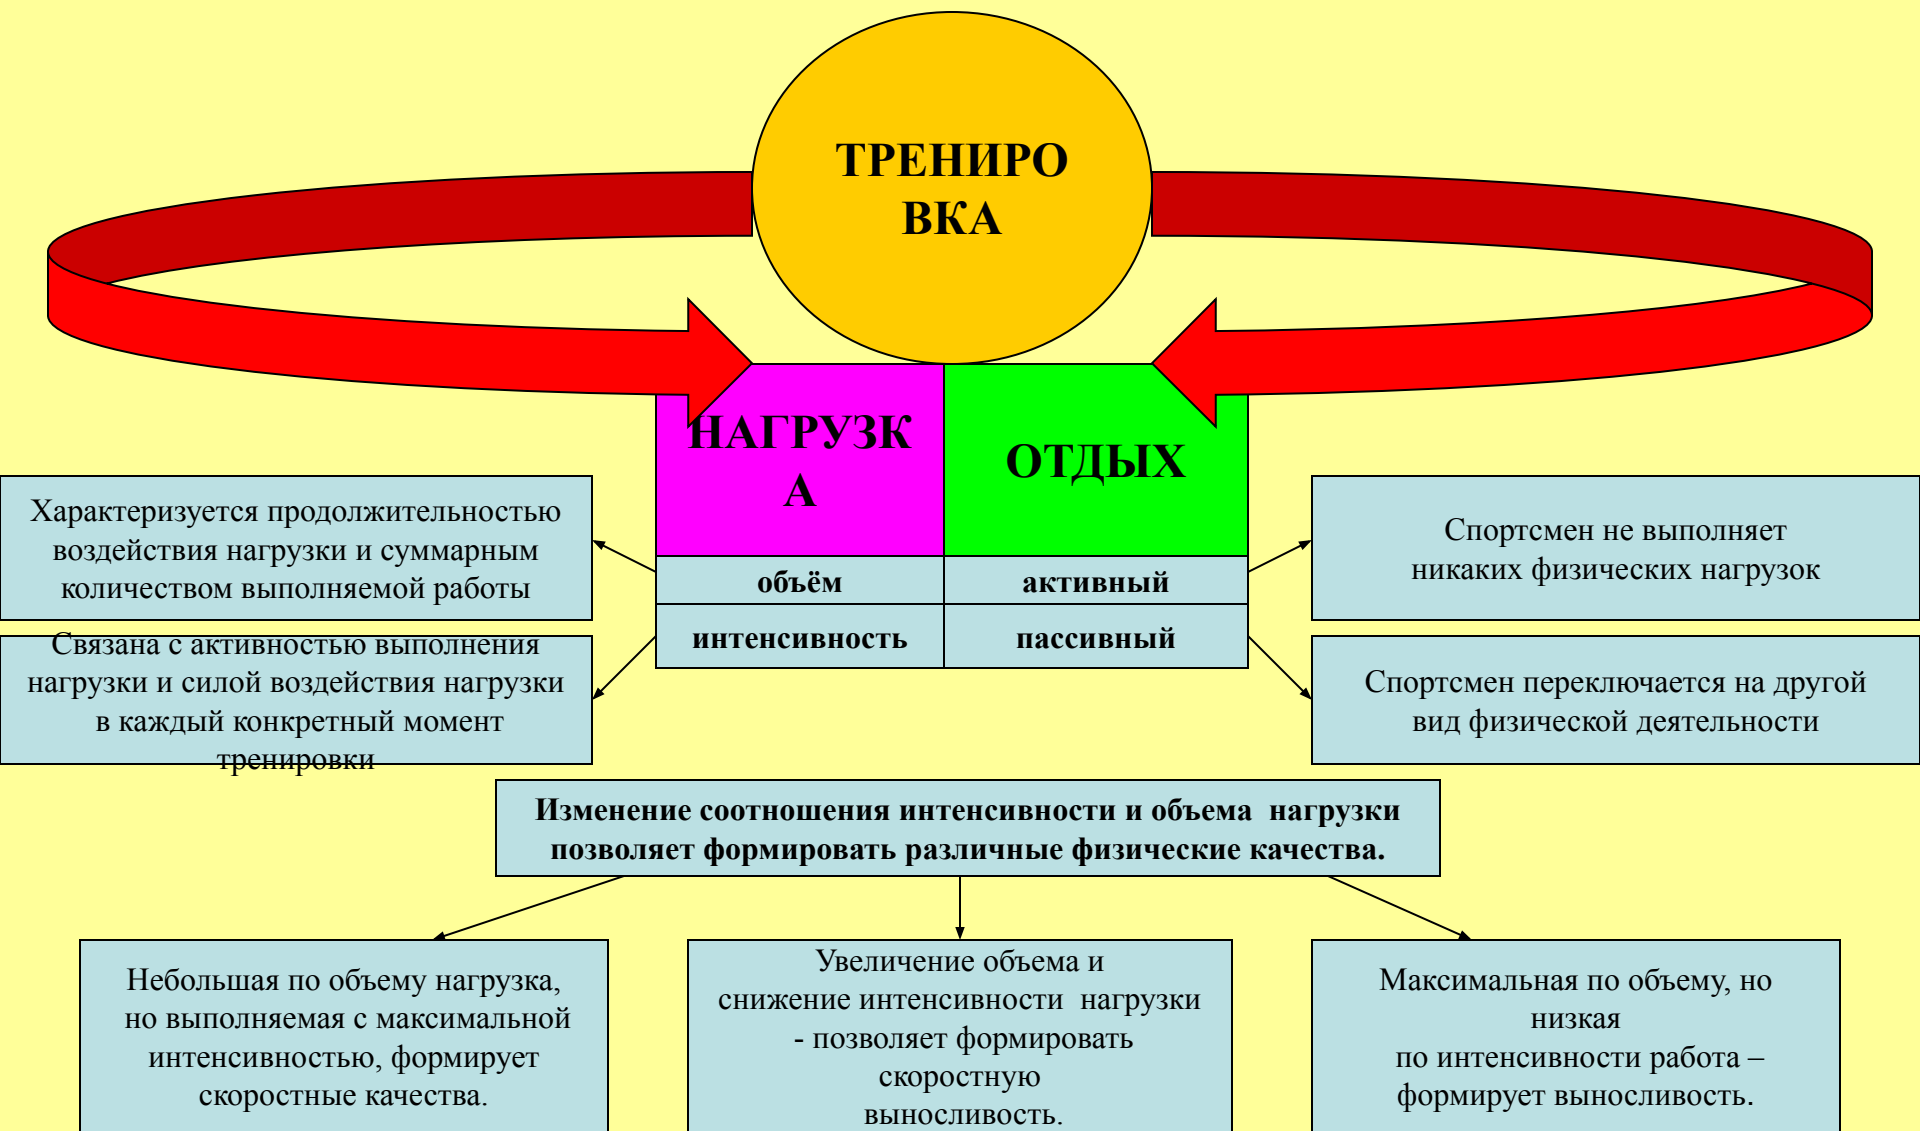 ТРЕНИРО
ВКА
НАГРУЗК
А
ОТДЫХ
объём
активный
интенсивность
пассивный
Характеризуется продолжительностью
воздействия нагрузки и суммарным
количеством выполняемой работы
Связана с активностью выполнения
нагрузки и силой воздействия нагрузки
в каждый конкретный момент
тренировки
Спортсмен не выполняет
никаких физических нагрузок
Спортсмен переключается на другой
вид физической деятельности
Изменение соотношения интенсивности и объема нагрузки
позволяет формировать различные физические качества.
Небольшая по объему нагрузка,
но выполняемая с максимальной
интенсивностью, формирует
скоростные качества.
Увеличение объема и
снижение интенсивности нагрузки
- позволяет формировать
скоростную
выносливость.
Максимальная по объему, но
низкая
по интенсивности работа –
формирует выносливость.